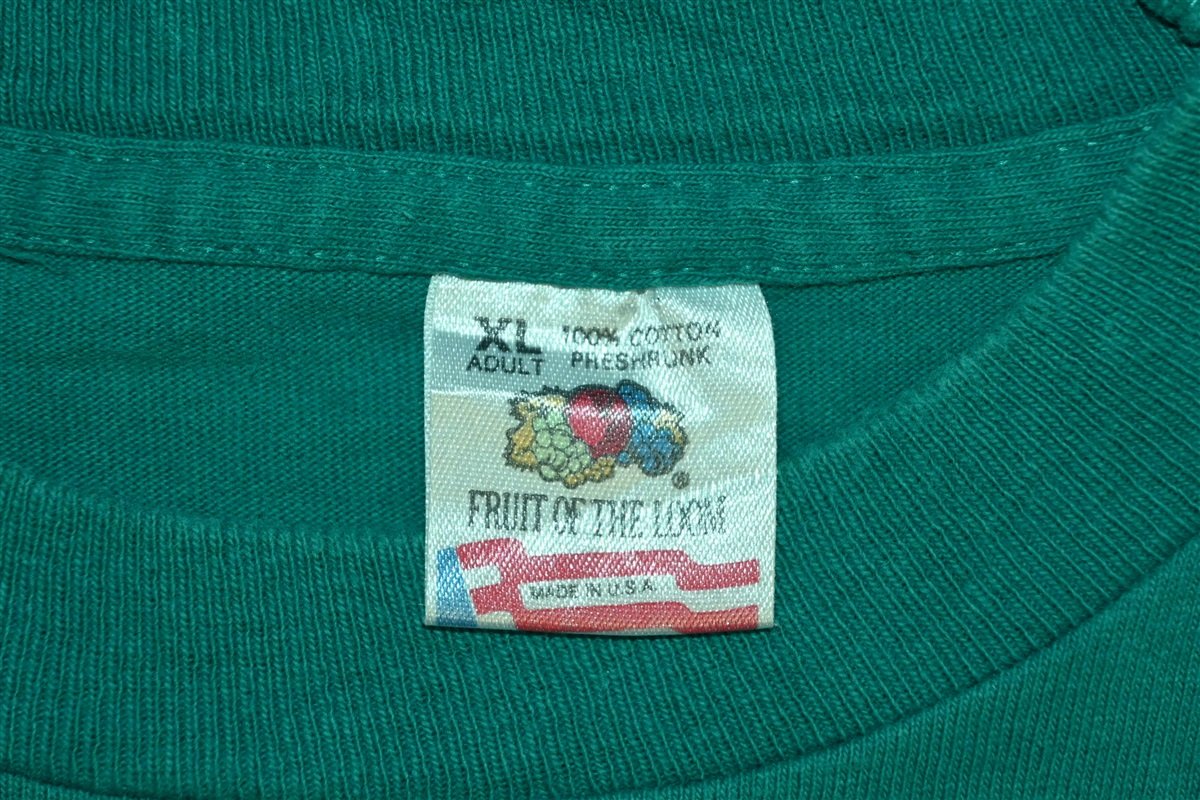 XL 100% COTTON
ADULT PRESHRUNK
®
FRUIT OF THE LOOM
MADE IN U.S.A.